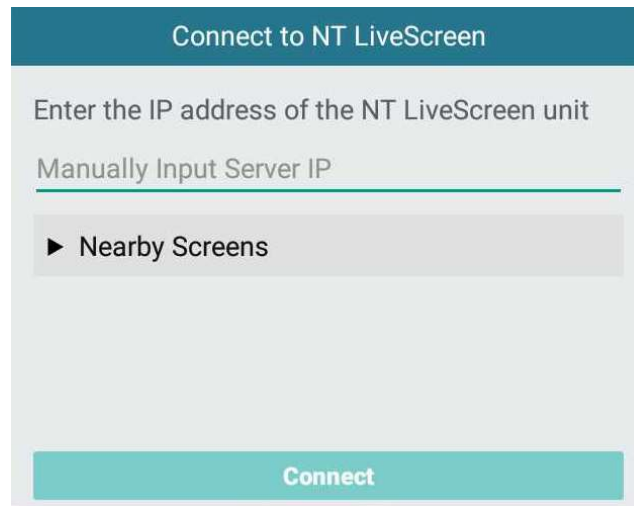 Connect to NT LiveScreen
Enter the IP address of the NT LiveScreen unit
Manually Input Server IP
► Nearby Screens
Connect